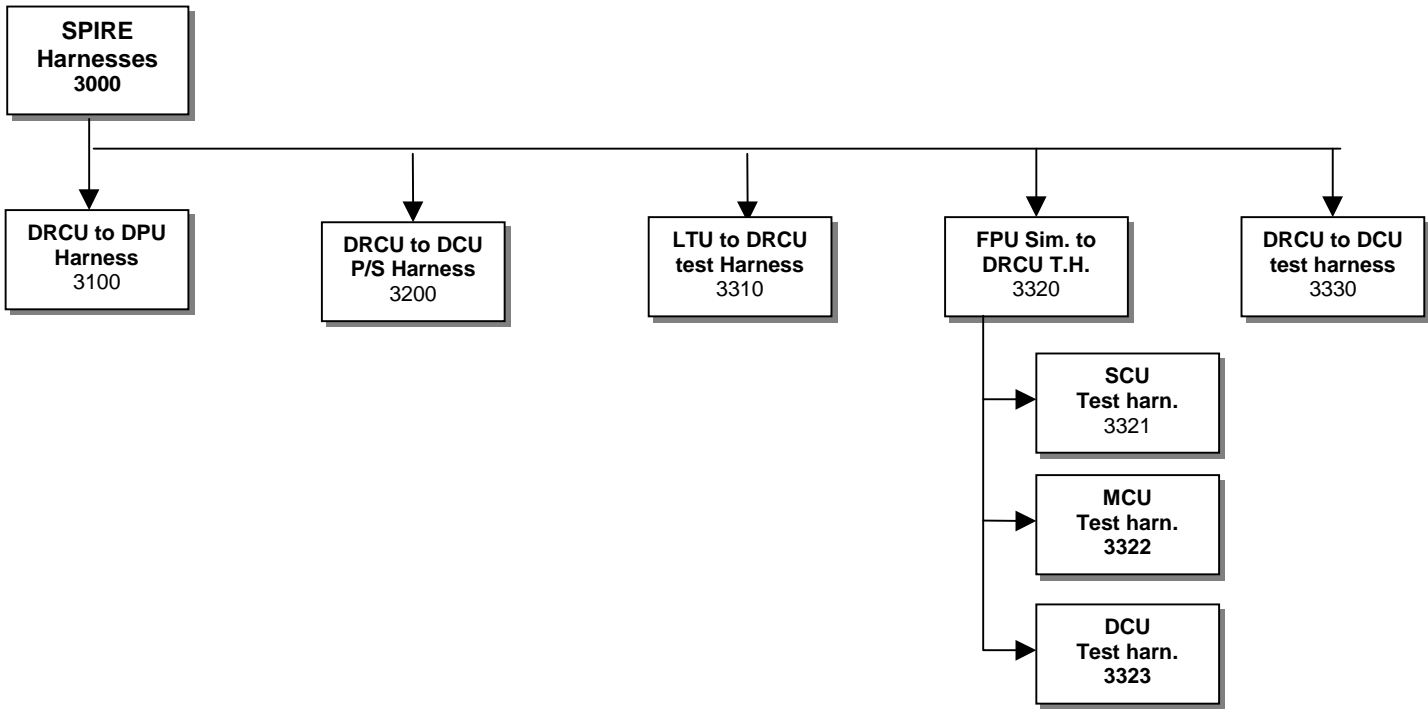 SPIRE
Harnesses
3000
DRCU to DPU
Harness
3100
DRCU to DCU
P/S Harness
3200
LTU to DRCU
test Harness
3310
FPU Sim. to
DRCU T.H.
3320
DRCU to DCU
test harness
3330
SCU
Test harn.
3321
MCU
Test harn.
3322
DCU
Test harn.
3323